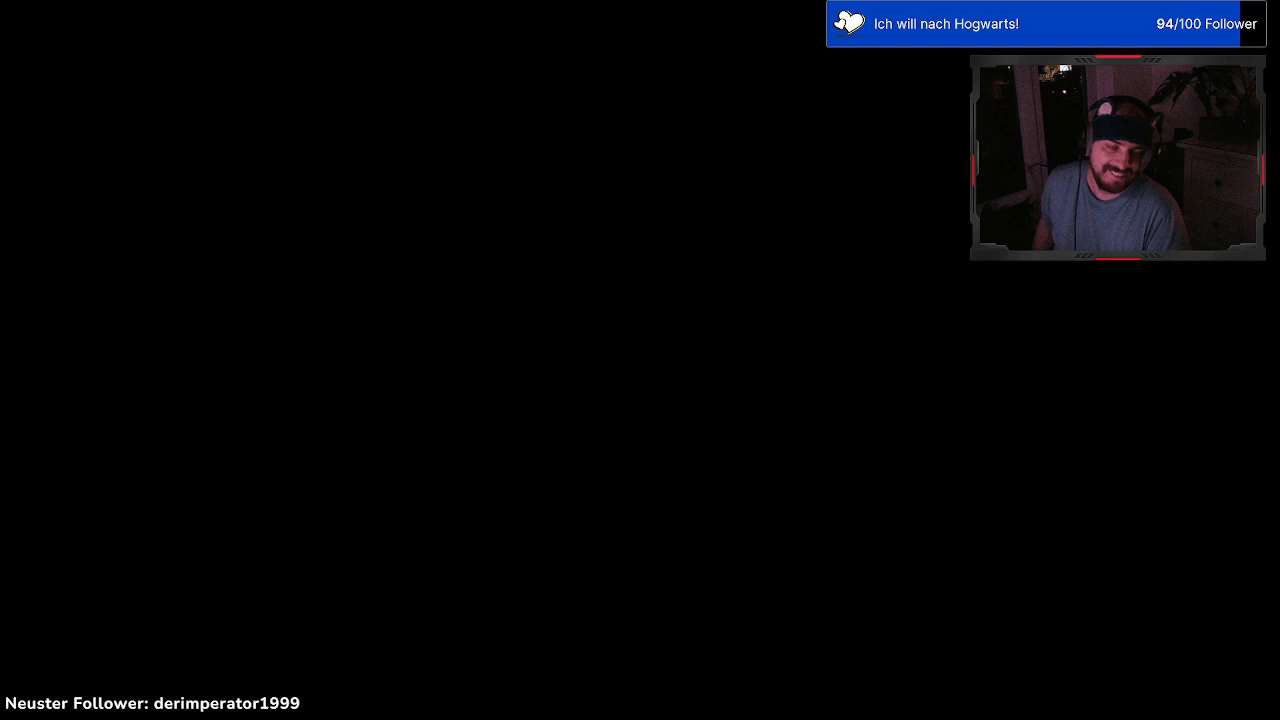 Ich will nach Hogwarts!
94/100 Follower
Neuster Follower: derimperator1999